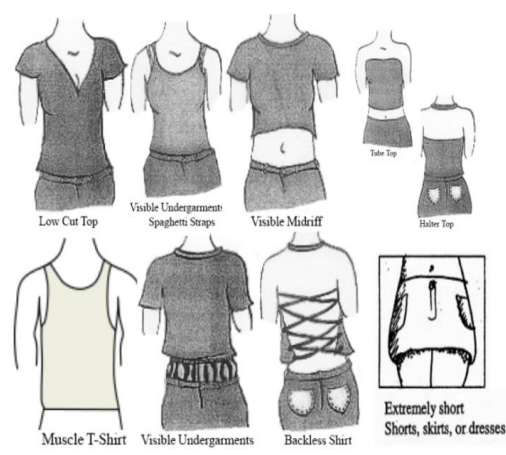 Low Cut Top
Visible Undergarments
Spaghetti Straps
Visible Midriff
Tube Top
Halter Top
Muscle T-Shirt
Visible Undergarments
Backless Shirt
Extremely short
Shorts, skirts, or dresses